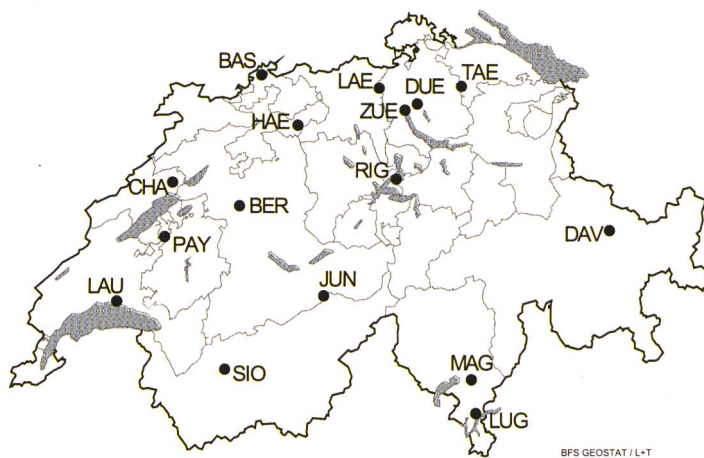 BAS
LAE
DUE
TAE
ZUE
HAE
RIG
CHA
BER
PAY
DAV
LAU
JUN
SIO
MAG
LUG
BFS GEOSTAT / L+T